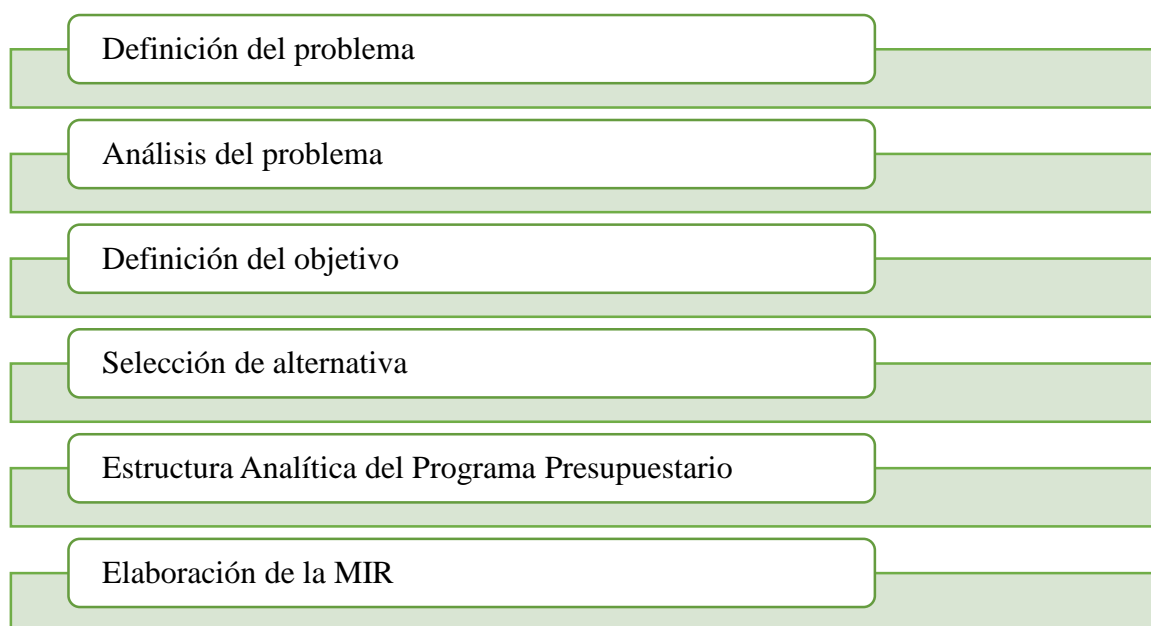 Definición del problema
Análisis del problema
Definición del objetivo
Selección de alternativa
Estructura Analítica del Programa Presupuestario
Elaboración de la MIR